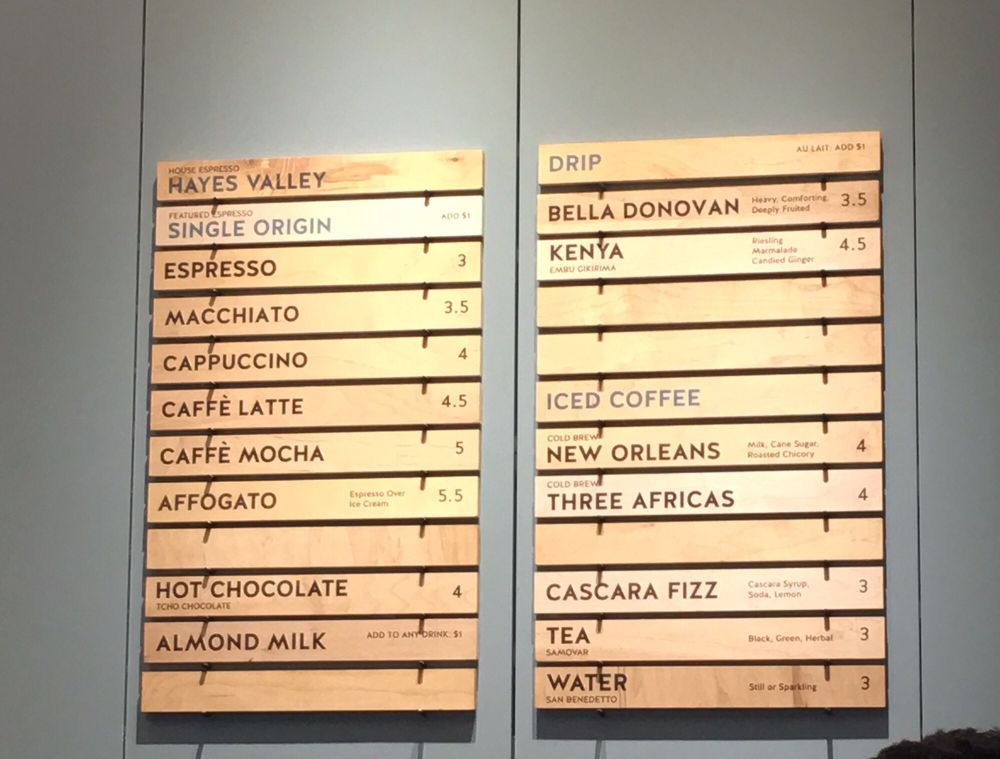 HOUSE ESPRESSO
HAYES VALLEY
FEATURED ESPRESSO
SINGLE ORIGIN ADD $1
ESPRESSO 3
MACCHIATO 3.5
CAPPUCCINO 4
CAFFÈ LATTE 4.5
CAFFÈ MOCHA 5
AFFOGATO Espresso Over 5.5
Ice Cream
HOT CHOCOLATE 4
TCHO CHOCOLATE
ALMOND MILK ADD TO ANY DRINK: $1
DRIP AU LAIT: ADD $1
BELLA DONOVAN Heavy, Comforting, 3.5
Deeply Fruited
KENYA Riesling 4.5
EMBU GIKIRIMA Marmalade
Candied Ginger
ICED COFFEE
COLD BREW
NEW ORLEANS Milk, Cane Sugar, 4
Roasted Chicory
COLD BREW
THREE AFRICAS 4
CASCARA FIZZ Cascara Syrup, 3
Soda, Lemon
TEA Black, Green, Herbal 3
SAMOVAR
WATER Still or Sparkling 3
SAN BENEDETTO